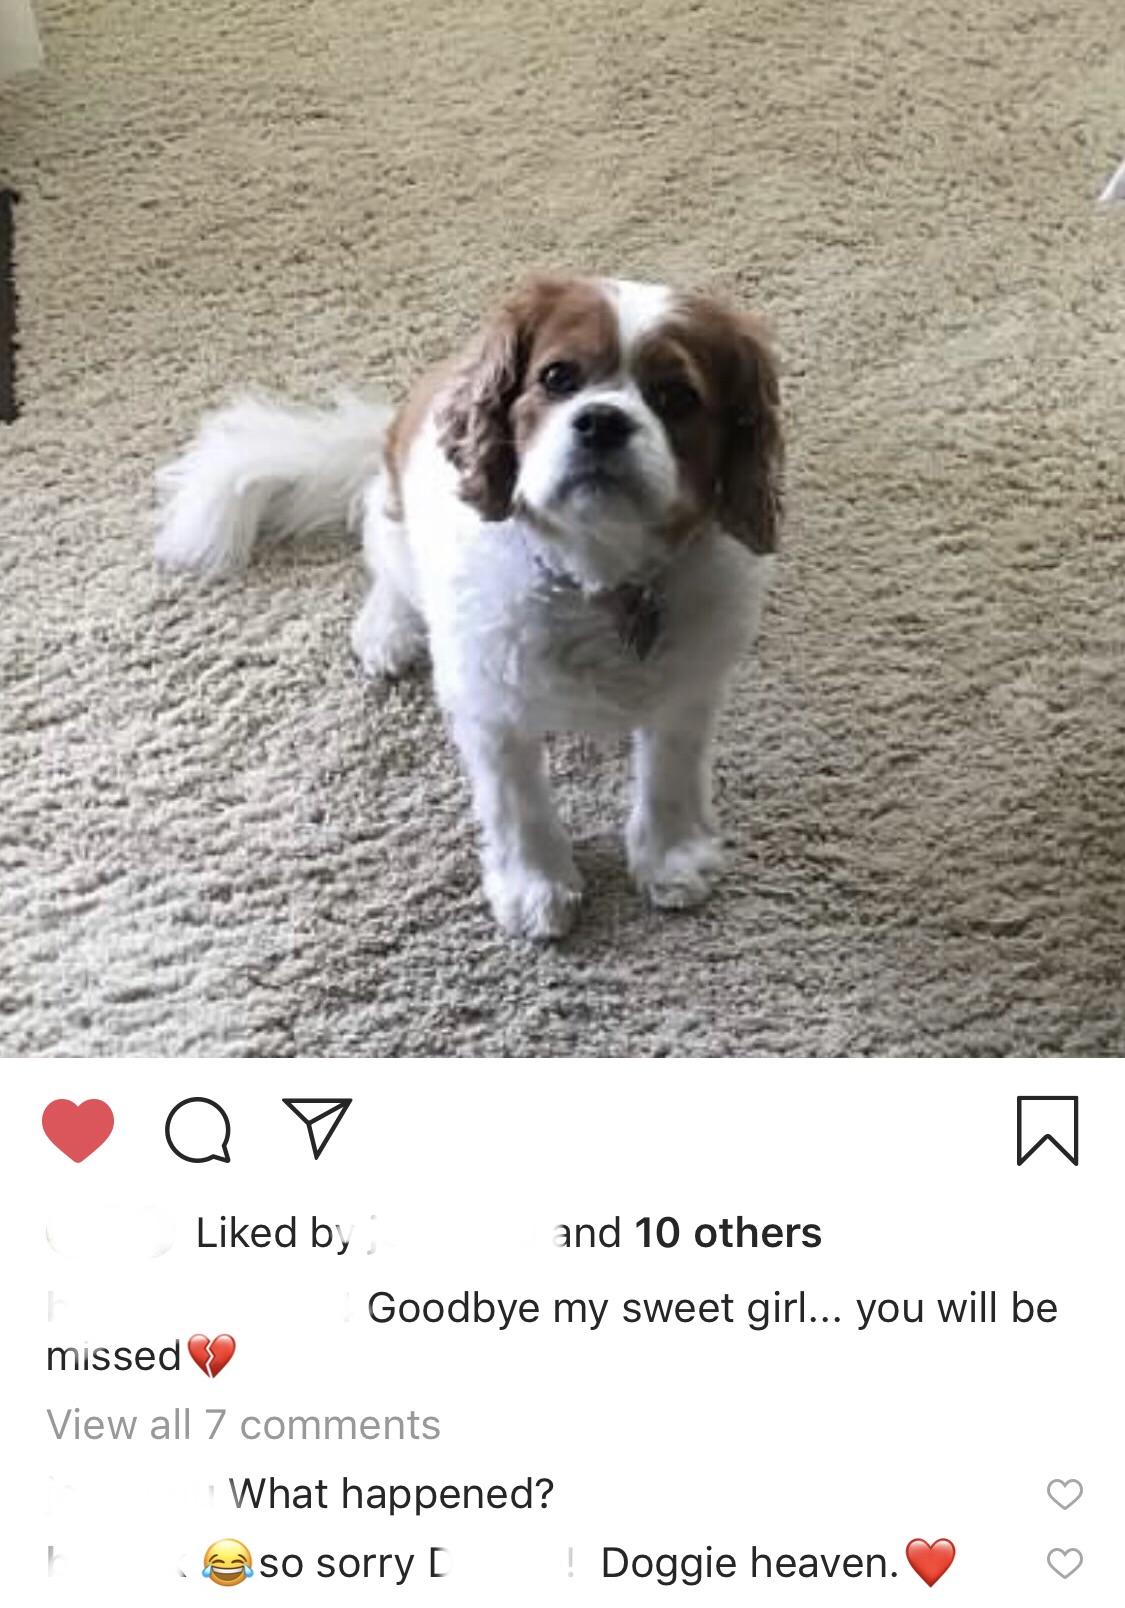 Liked by and 10 others
Goodbye my sweet girl... you will be
missed💔
View all 7 comments
What happened?
😂so sorry ! Doggie heaven.❤️